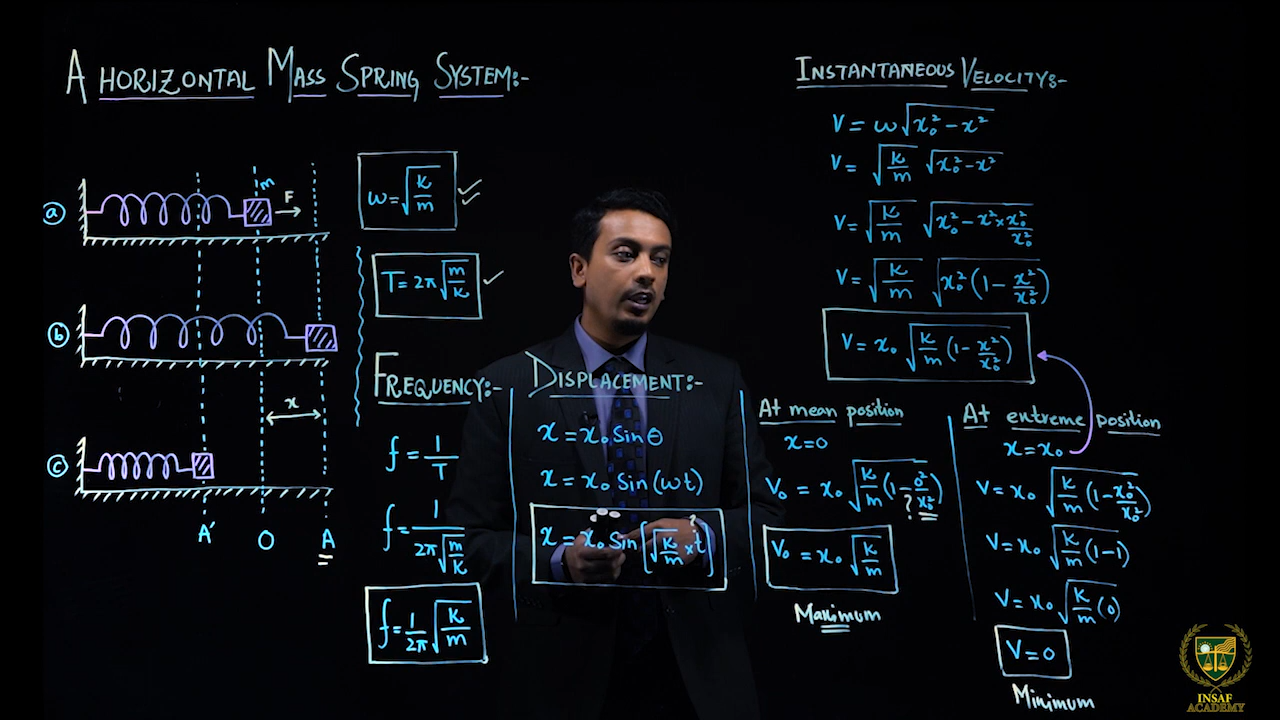 A HORIZONTAL MASS SPRING SYSTEM:-
a
m
F
b
x
c
A' O A
ω = √(k/m)
T = 2π √(m/k)
FREQUENCY:-
f = 1/T
f = 1/(2π√(m/k))
f = 1/2π √(k/m)
DISPLACEMENT:-
x = x₀ Sin θ
x = x₀ Sin (ωt)
x = x₀ Sin [√(k/m) × t]
?
INSTANTANEOUS VELOCITY:-
V = ω √(x₀² − x²)
V = √(k/m) √(x₀² − x²)
V = √(k/m) √(x₀² − x² × x₀²/x₀²)
V = √(k/m) √(x₀² (1 − x²/x₀²))
V = x₀ √(k/m (1 − x²/x₀²))
At mean position
x = 0
V₀ = x₀ √(k/m (1 − 0²/x₀²))
?
V₀ = x₀ √(k/m)
Maximum
At extreme position
x = x₀
V = x₀ √(k/m (1 − x₀²/x₀²))
V = x₀ √(k/m (1−1))
V = x₀ √(k/m (0))
V = 0
Minimum
INSAF
ACADEMY